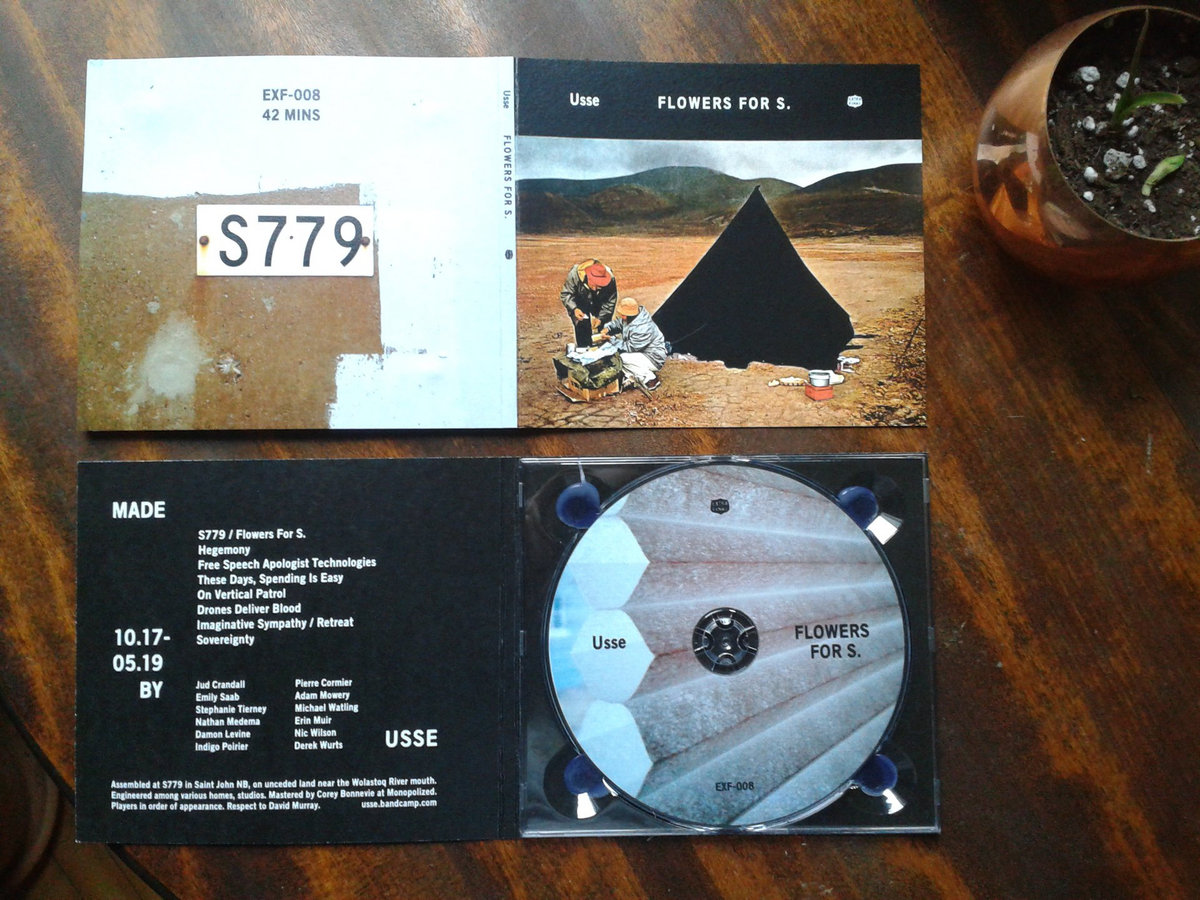 EXF-008
42 MINS
S7·79
Usse FLOWERS FOR S.
Usse FLOWERS FOR S.
MADE
S779 / Flowers For S.
Hegemony
Free Speech Apologist Technologies
These Days, Spending Is Easy
On Vertical Patrol
Drones Deliver Blood
Imaginative Sympathy / Retreat
Sovereignty
10.17-
05.19
BY
Jud Crandall
Emily Saab
Stephanie Tierney
Nathan Medema
Damon Levine
Indigo Poirier
Pierre Cormier
Adam Mowery
Michael Watling
Erin Muir
Nic Wilson
Derek Wurts
USSE
Assembled at S779 in Saint John NB, on unceded land near the Wolastoq River mouth.
Engineered among various homes, studios. Mastered by Corey Bonnevie at Monopolized.
Players in order of appearance. Respect to David Murray. usse.bandcamp.com
Usse
FLOWERS
FOR S.
EXF-008